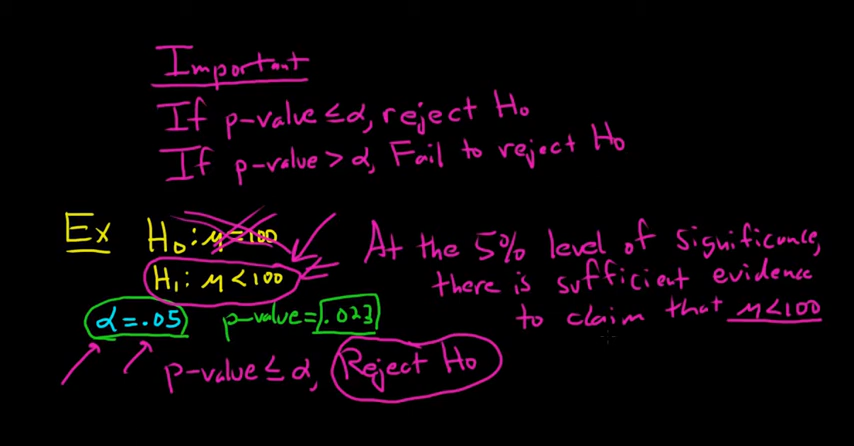 Important
If p-value ≤ α, reject H₀
If p-value > α, Fail to reject H₀
Ex H₀: μ = 100
H₁: μ < 100
α = .05 p-value = .023
p-value ≤ α, Reject H₀
At the 5% level of significance,
there is sufficient evidence
to claim that μ < 100